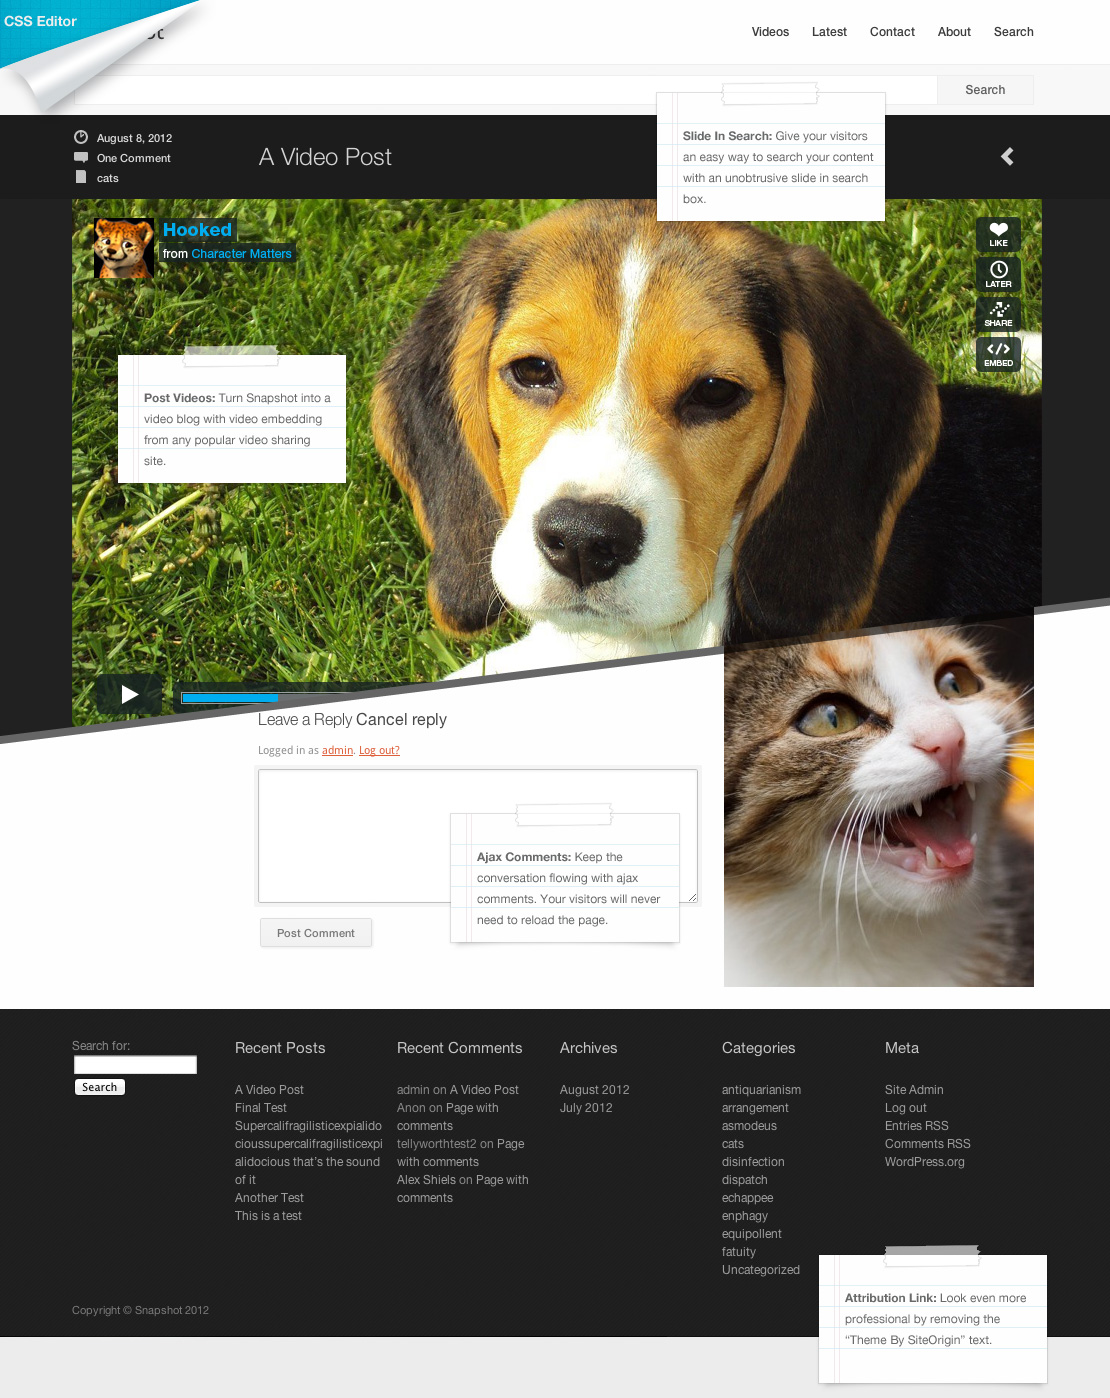 CSS Editor
Videos
Latest
Contact
About
Search
Search
August 8, 2012
One Comment
cats
A Video Post
Slide In Search: Give your visitors
an easy way to search your content
with an unobtrusive slide in search
box.
Hooked
from Character Matters
LIKE
LATER
SHARE
EMBED
Post Videos: Turn Snapshot into a
video blog with video embedding
from any popular video sharing
site.
Leave a Reply Cancel reply
Logged in as admin. Log out?
Ajax Comments: Keep the
conversation flowing with ajax
comments. Your visitors will never
need to reload the page.
Post Comment
Search for:
Search
Recent Posts
A Video Post
Final Test
Supercalifragilisticexpialido
cioussupercalifragilisticexpi
alidocious that's the sound
of it
Another Test
This is a test
Recent Comments
admin on A Video Post
Anon on Page with
comments
tellyworthtest2 on Page
with comments
Alex Shiels on Page with
comments
Archives
August 2012
July 2012
Categories
antiquarianism
arrangement
asmodeus
cats
disinfection
dispatch
echappee
enphagy
equipollent
fatuity
Uncategorized
Meta
Site Admin
Log out
Entries RSS
Comments RSS
WordPress.org
Attribution Link: Look even more
professional by removing the
“Theme By SiteOrigin” text.
Copyright © Snapshot 2012